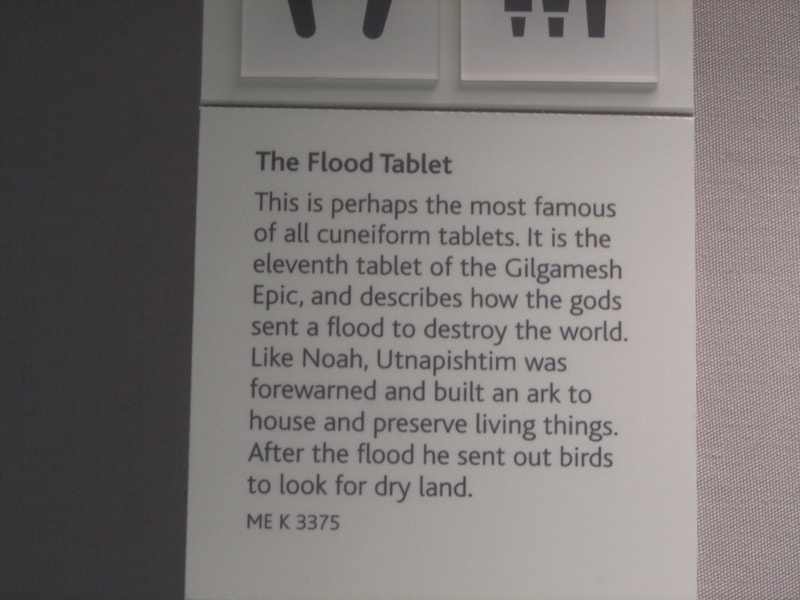 The Flood Tablet
This is perhaps the most famous
of all cuneiform tablets. It is the
eleventh tablet of the Gilgamesh
Epic, and describes how the gods
sent a flood to destroy the world.
Like Noah, Utnapishtim was
forewarned and built an ark to
house and preserve living things.
After the flood he sent out birds
to look for dry land.
ME K 3375